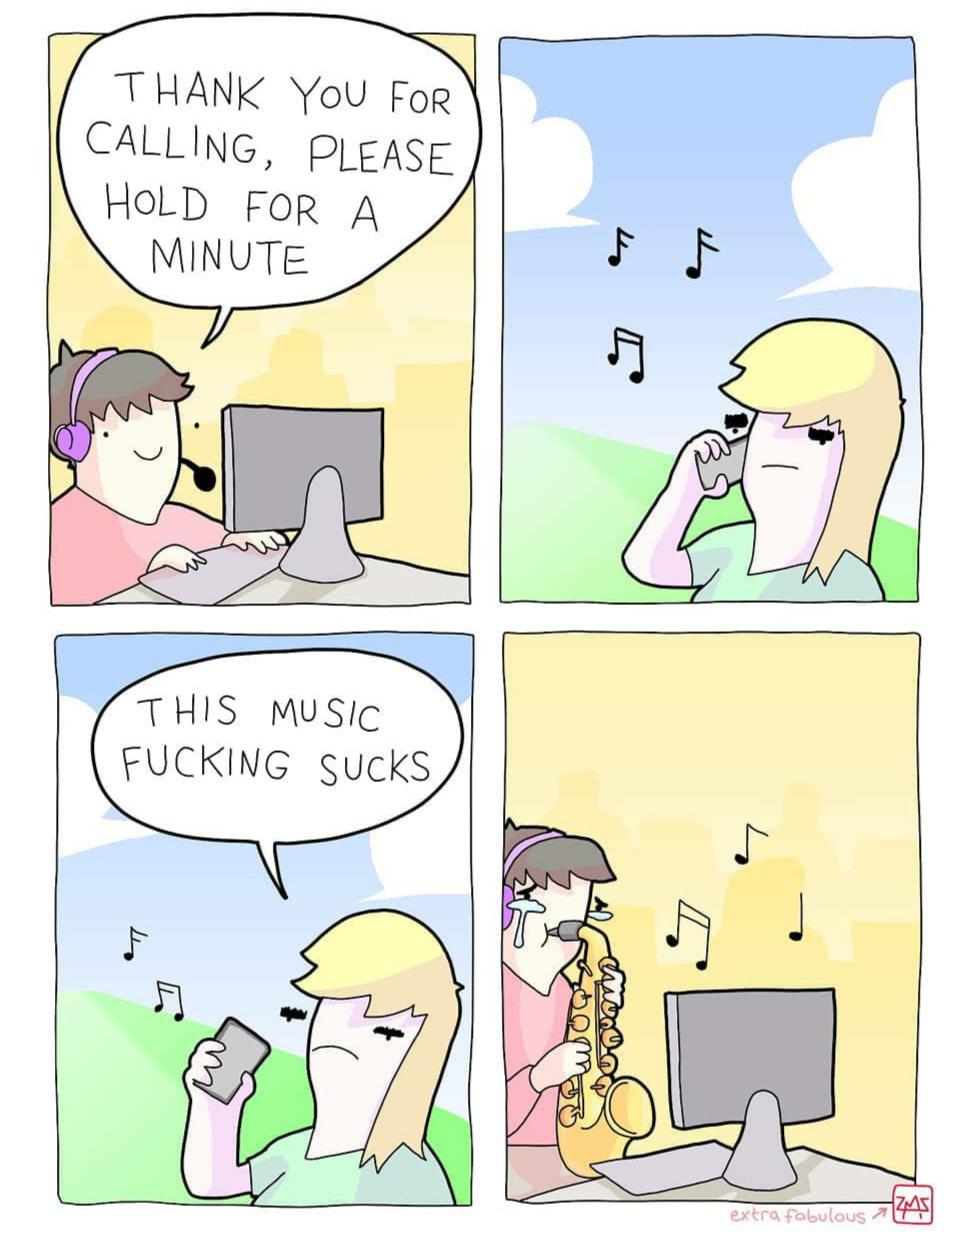 THANK YOU FOR
CALLING, PLEASE
HOLD FOR A
MINUTE
THIS MUSIC
FUCKING SUCKS
extra fabulous